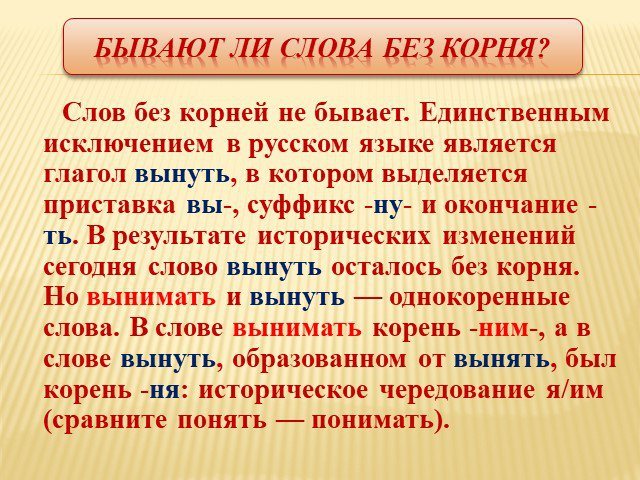 БЫВАЮТ ЛИ СЛОВА БЕЗ КОРНЯ?
Слов без корней не бывает. Единственным
исключением в русском языке является
глагол вынуть, в котором выделяется
приставка вы-, суффикс -ну- и окончание -
ть. В результате исторических изменений
сегодня слово вынуть осталось без корня.
Но вынимать и вынуть — однокоренные
слова. В слове вынимать корень -ним-, а в
слове вынуть, образованном от вынять, был
корень -ня: историческое чередование я/им
(сравните понять — понимать).